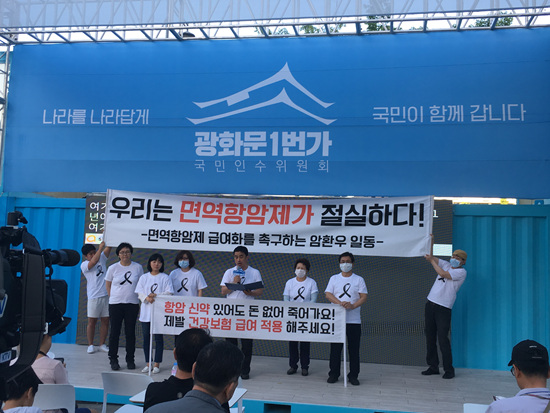 나라를 나라답게
국민이 함께 갑니다
광화문1번가
국민인수위원회
우리는 면역항암제가 절실하다!
-면역항암제 급여화를 촉구하는 암환우 일동-
항암 신약 있어도 돈 없어 죽어가요!
제발 건강보험 급여 적용 해주세요!